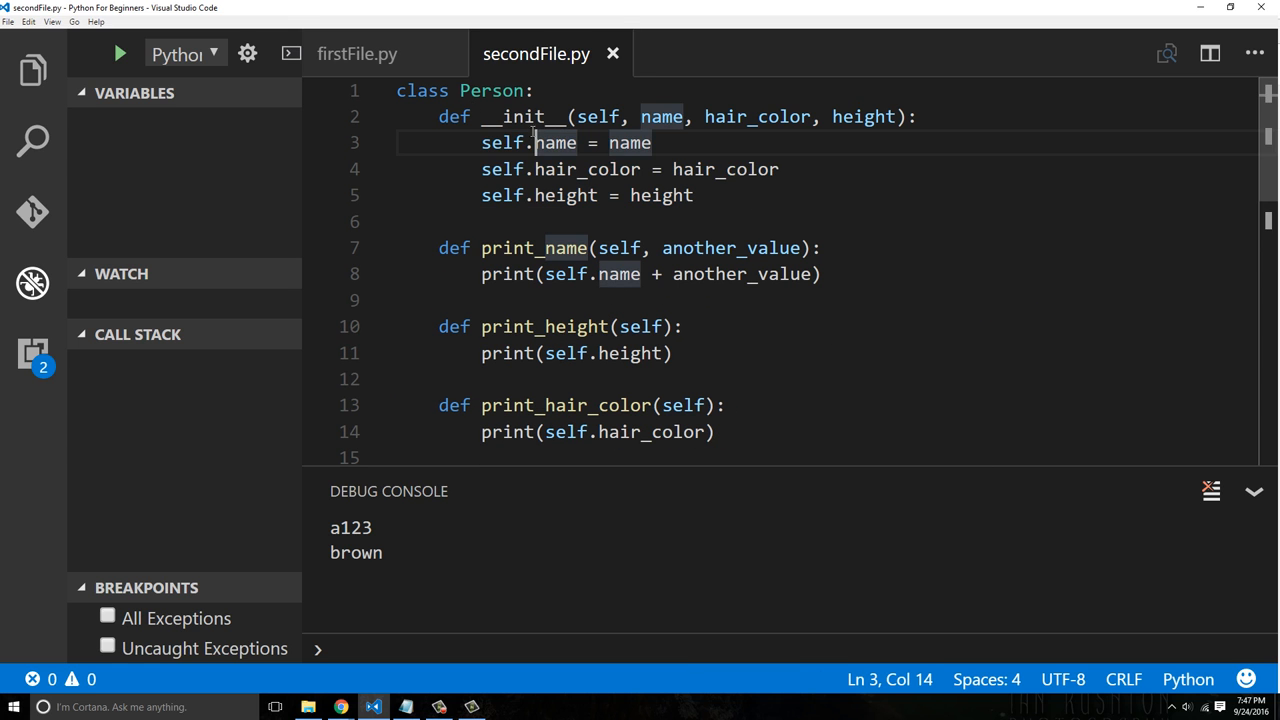 secondFile.py - Python For Beginners - Visual Studio Code
File Edit View Go Help
Python
firstFile.py
secondFile.py
VARIABLES
WATCH
CALL STACK
2
BREAKPOINTS
All Exceptions
Uncaught Exceptions
1 class Person:
2 def __init__(self, name, hair_color, height):
3 self.name = name
4 self.hair_color = hair_color
5 self.height = height
6
7 def print_name(self, another_value):
8 print(self.name + another_value)
9
10 def print_height(self):
11 print(self.height)
12
13 def print_hair_color(self):
14 print(self.hair_color)
15
DEBUG CONSOLE
a123
brown
0 0
Ln 3, Col 14 Spaces: 4 UTF-8 CRLF Python
I'm Cortana. Ask me anything.
7:47 PM
9/24/2016